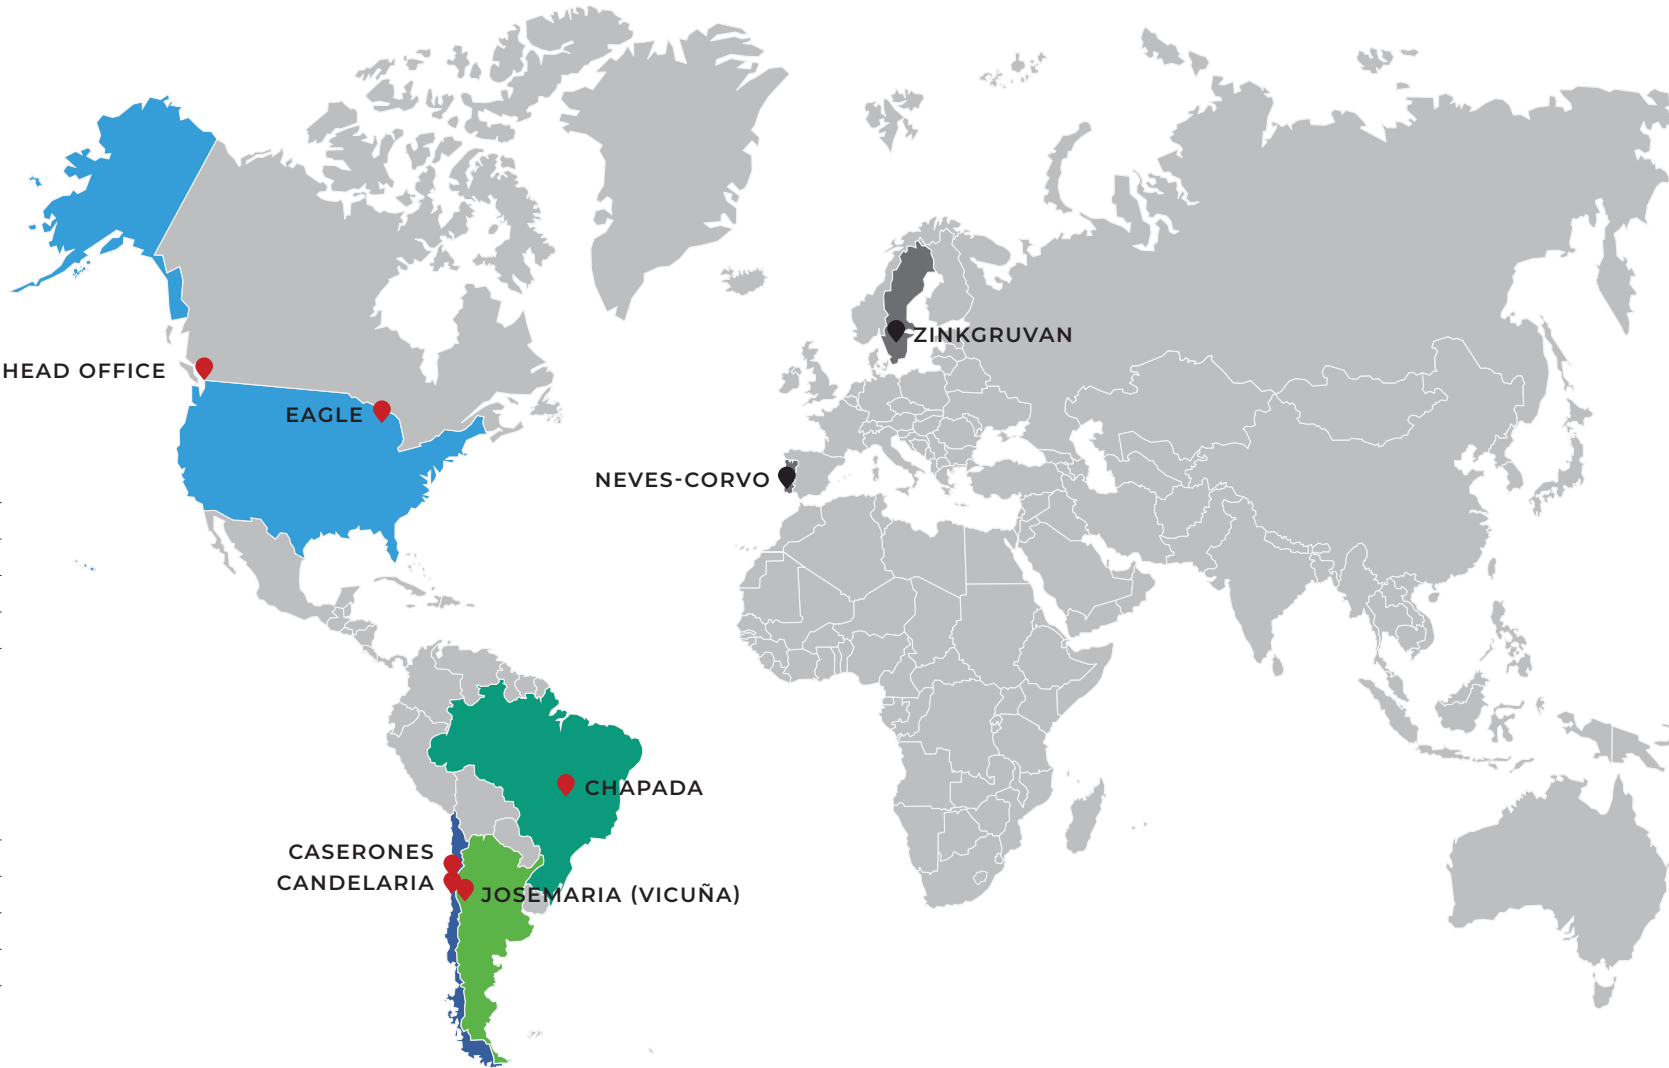 ZINKGRUVAN
HEAD OFFICE
EAGLE
NEVES-CORVO
CHAPADA
CASERONES
CANDELARIA
JOSEMARIA (VICUÑA)